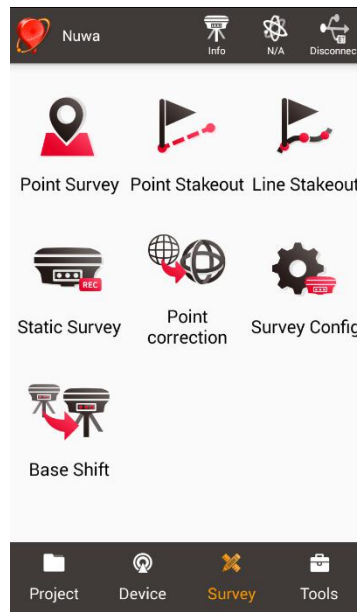 Nuwa
Info
N/A
Disconnec
Point Survey
Point Stakeout
Line Stakeout
REC
Static Survey
Point
correction
Survey Config
Base Shift
Project
Device
Survey
Tools